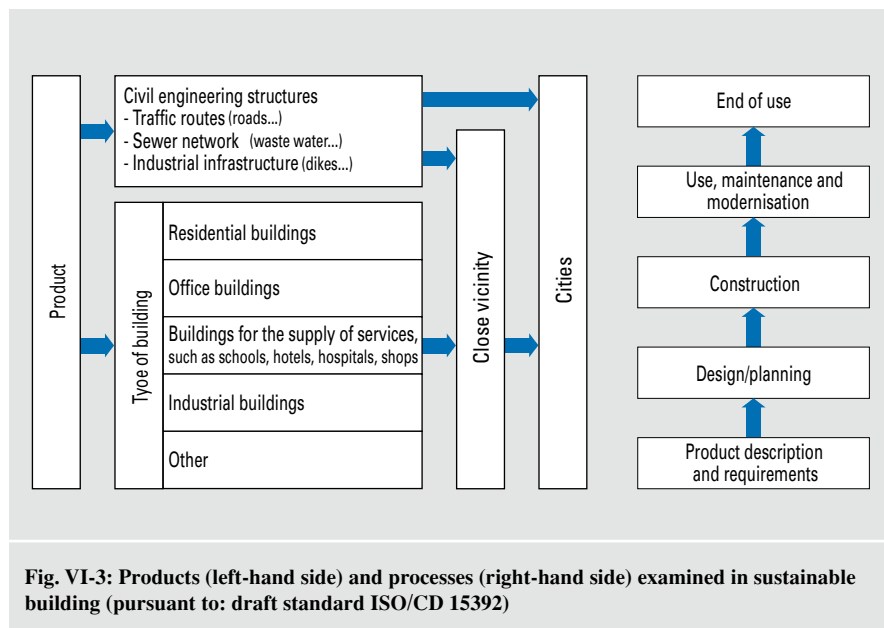 Product
Civil engineering structures
- Traffic routes (roads...)
- Sewer network (waste water...)
- Industrial infrastructure (dikes...)
Tyoe of building
Residential buildings
Office buildings
Buildings for the supply of services,
such as schools, hotels, hospitals, shops
Industrial buildings
Other
Close vicinity
Cities
End of use
Use, maintenance and
modernisation
Construction
Design/planning
Product description
and requirements
Fig. VI-3: Products (left-hand side) and processes (right-hand side) examined in sustainable
building (pursuant to: draft standard ISO/CD 15392)